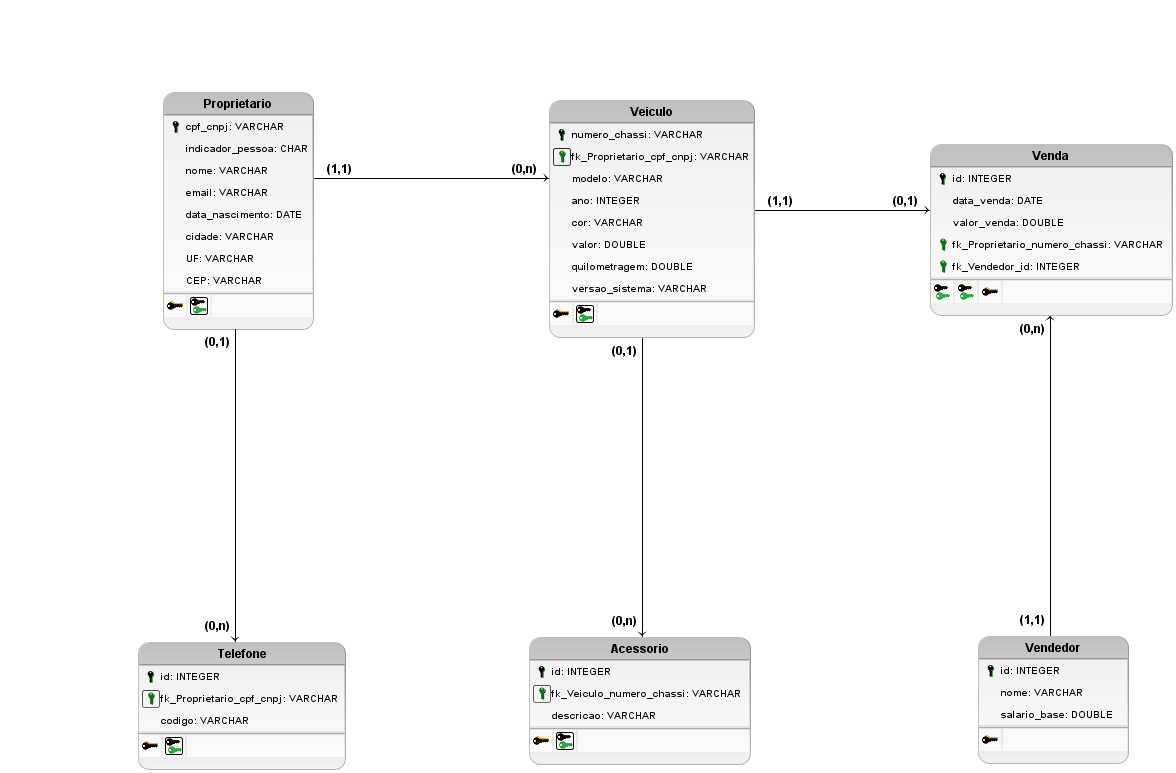 Proprietario
cpf_cnpj: VARCHAR
indicador_pessoa: CHAR
nome: VARCHAR
email: VARCHAR
data_nascimento: DATE
cidade: VARCHAR
UF: VARCHAR
CEP: VARCHAR
(1,1)
(0,n)
Veiculo
numero_chassi: VARCHAR
fk_Proprietario_cpf_cnpj: VARCHAR
modelo: VARCHAR
ano: INTEGER
cor: VARCHAR
valor: DOUBLE
quilometragem: DOUBLE
versao_sistema: VARCHAR
(1,1)
(0,1)
Venda
id: INTEGER
data_venda: DATE
valor_venda: DOUBLE
fk_Proprietario_numero_chassi: VARCHAR
fk_Vendedor_id: INTEGER
(0,1)
(0,n)
Telefone
id: INTEGER
fk_Proprietario_cpf_cnpj: VARCHAR
codigo: VARCHAR
(0,1)
(0,n)
Acessorio
id: INTEGER
fk_Veiculo_numero_chassi: VARCHAR
descricao: VARCHAR
(0,n)
(1,1)
Vendedor
id: INTEGER
nome: VARCHAR
salario_base: DOUBLE